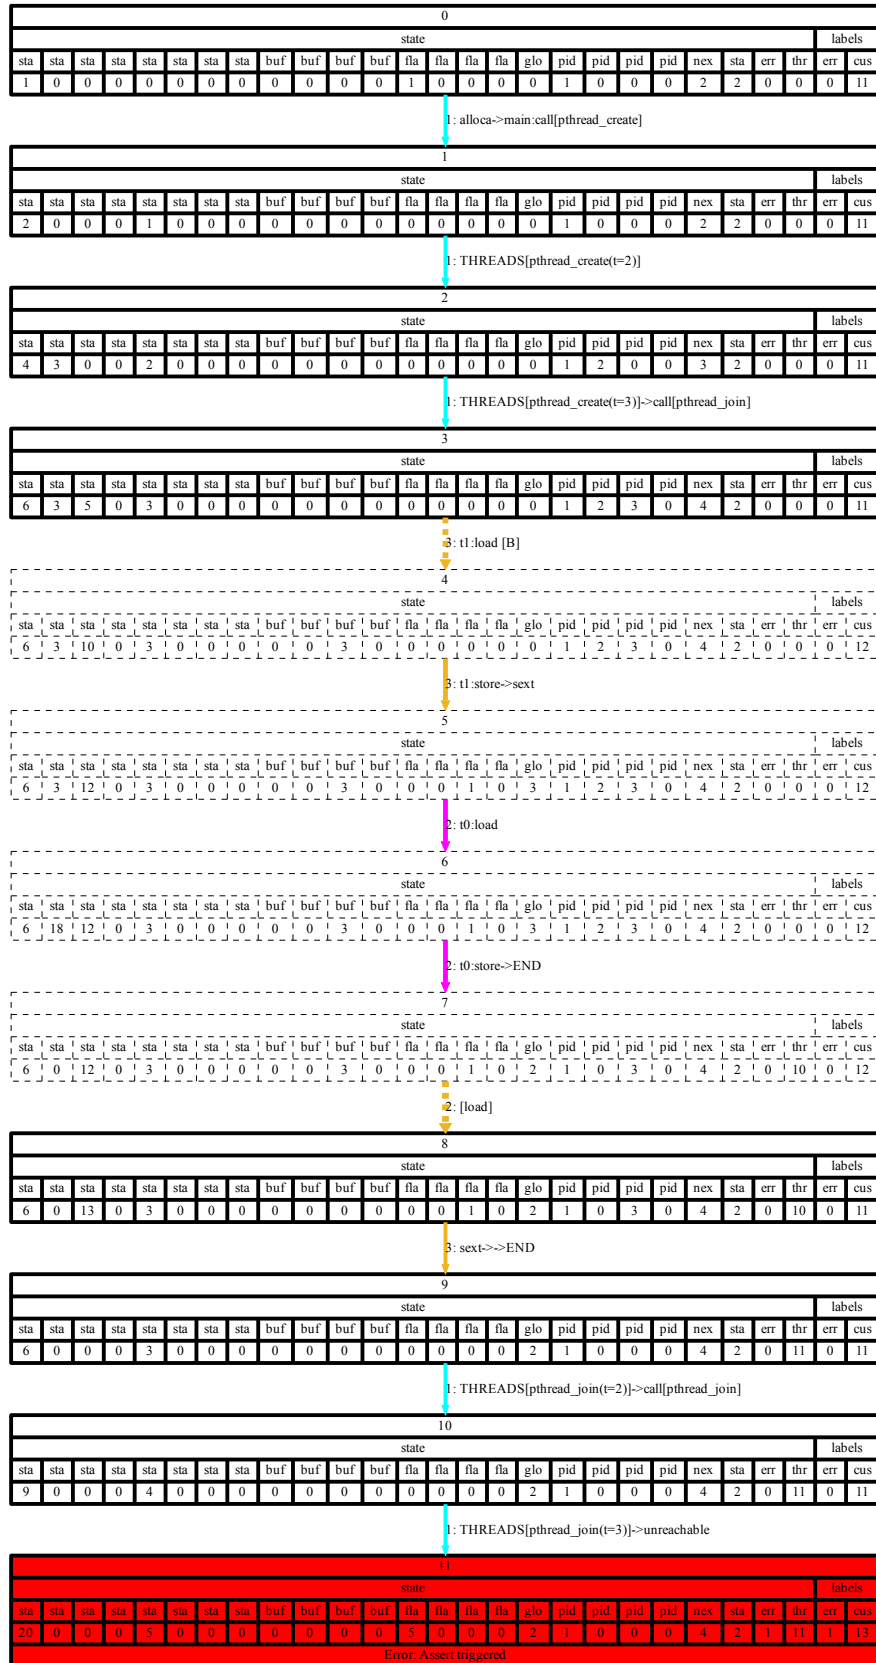 0
state labels
sta sta sta sta sta sta sta sta buf buf buf buf fla fla fla fla glo pid pid pid pid nex sta err thr err cus
1 0 0 0 0 0 0 0 0 0 0 0 1 0 0 0 0 1 0 0 0 2 2 0 0 0 11
1: alloca->main:call[pthread_create]
1
state labels
sta sta sta sta sta sta sta sta buf buf buf buf fla fla fla fla glo pid pid pid pid nex sta err thr err cus
2 0 0 0 1 0 0 0 0 0 0 0 0 0 0 0 0 1 0 0 0 2 2 0 0 0 11
1: THREADS[pthread_create(t=2)]
2
state labels
sta sta sta sta sta sta sta sta buf buf buf buf fla fla fla fla glo pid pid pid pid nex sta err thr err cus
4 3 0 0 2 0 0 0 0 0 0 0 0 0 0 0 0 1 2 0 0 3 2 0 0 0 11
1: THREADS[pthread_create(t=3)]->call[pthread_join]
3
state labels
sta sta sta sta sta sta sta sta buf buf buf buf fla fla fla fla glo pid pid pid pid nex sta err thr err cus
6 3 5 0 3 0 0 0 0 0 0 0 0 0 0 0 0 1 2 3 0 4 2 0 0 0 11
3: t1:load [B]
4
state labels
sta sta sta sta sta sta sta sta buf buf buf buf fla fla fla fla glo pid pid pid pid nex sta err thr err cus
6 3 10 0 3 0 0 0 0 0 3 0 0 0 0 0 0 1 2 3 0 4 2 0 0 0 12
3: t1:store->sext
5
state labels
sta sta sta sta sta sta sta sta buf buf buf buf fla fla fla fla glo pid pid pid pid nex sta err thr err cus
6 3 12 0 3 0 0 0 0 0 3 0 0 0 1 0 3 1 2 3 0 4 2 0 0 0 12
2: t0:load
6
state labels
sta sta sta sta sta sta sta sta buf buf buf buf fla fla fla fla glo pid pid pid pid nex sta err thr err cus
6 18 12 0 3 0 0 0 0 0 3 0 0 0 1 0 3 1 2 3 0 4 2 0 0 0 12
2: t0:store->END
7
state labels
sta sta sta sta sta sta sta sta buf buf buf buf fla fla fla fla glo pid pid pid pid nex sta err thr err cus
6 0 12 0 3 0 0 0 0 0 3 0 0 0 1 0 2 1 0 3 0 4 2 0 10 0 12
2: [load]
8
state labels
sta sta sta sta sta sta sta sta buf buf buf buf fla fla fla fla glo pid pid pid pid nex sta err thr err cus
6 0 13 0 3 0 0 0 0 0 0 0 0 0 1 0 2 1 0 3 0 4 2 0 10 0 11
3: sext->->END
9
state labels
sta sta sta sta sta sta sta sta buf buf buf buf fla fla fla fla glo pid pid pid pid nex sta err thr err cus
6 0 0 0 3 0 0 0 0 0 0 0 0 0 0 0 2 1 0 0 0 4 2 0 11 0 11
1: THREADS[pthread_join(t=2)]->call[pthread_join]
10
state labels
sta sta sta sta sta sta sta sta buf buf buf buf fla fla fla fla glo pid pid pid pid nex sta err thr err cus
9 0 0 0 4 0 0 0 0 0 0 0 0 0 0 0 2 1 0 0 0 4 2 0 11 0 11
1: THREADS[pthread_join(t=3)]->unreachable
11
state labels
sta sta sta sta sta sta sta sta buf buf buf buf fla fla fla fla glo pid pid pid pid nex sta err thr err cus
20 0 0 0 5 0 0 0 0 0 0 0 5 0 0 0 2 1 0 0 0 4 2 1 11 1 13
Error: Assert triggered